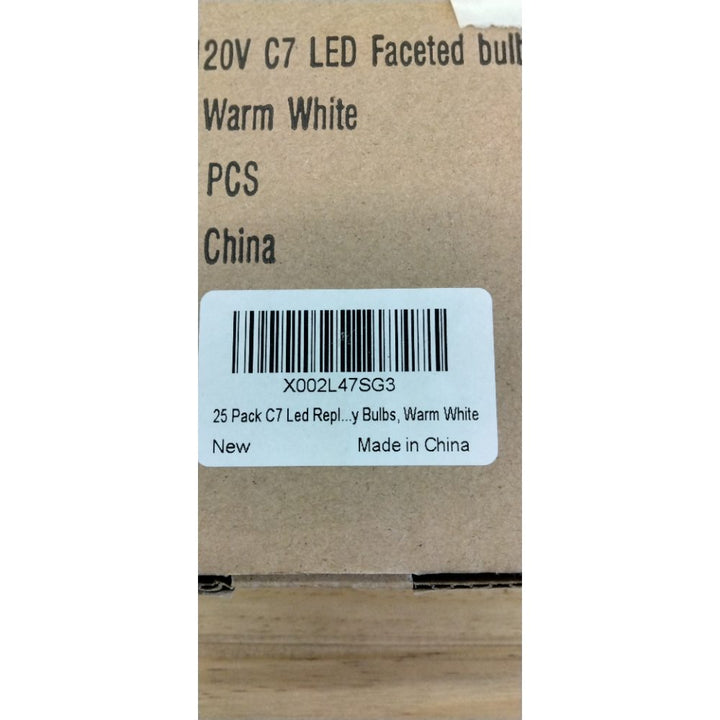 120V C7 LED Faceted bulb
Warm White
PCS
China
X002L47SG3
25 Pack C7 Led Repl...y Bulbs, Warm White
New
Made in China